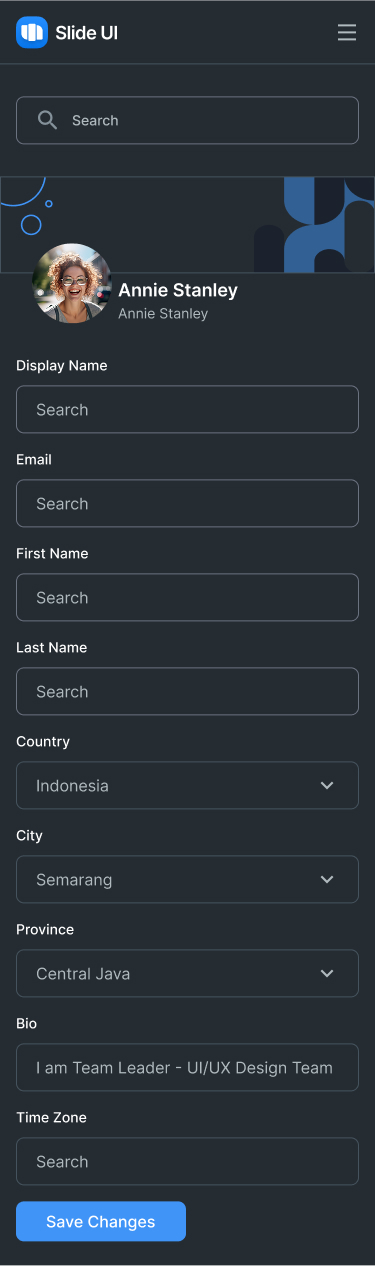 Slide UI
Search
Annie Stanley
Annie Stanley
Display Name
Search
Email
Search
First Name
Search
Last Name
Search
Country
Indonesia
City
Semarang
Province
Central Java
Bio
I am Team Leader - UI/UX Design Team
Time Zone
Search
Save Changes